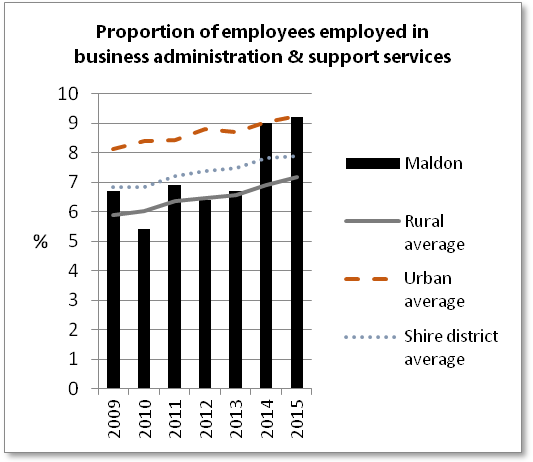 Proportion of employees employed in
business administration & support services
10
9
8
7
6
5
4
3
2
1
0
%
2009
2010
2011
2012
2013
2014
2015
Maldon
Rural
average
Urban
average
Shire district
average